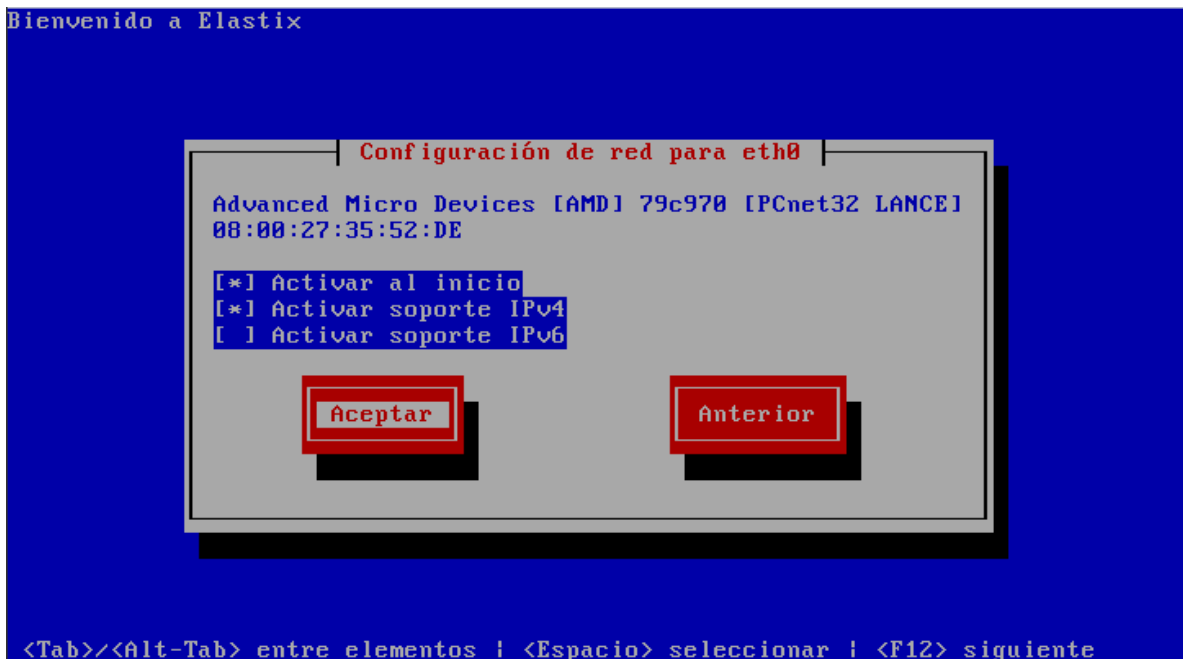 Bienvenido a Elastix
Configuración de red para eth0
Advanced Micro Devices [AMD] 79c970 [PCnet32 LANCE]
08:00:27:35:52:DE
[*] Activar al inicio
[*] Activar soporte IPv4
[ ] Activar soporte IPv6
Aceptar Anterior
<Tab>/<Alt-Tab> entre elementos | <Espacio> seleccionar | <F12> siguiente